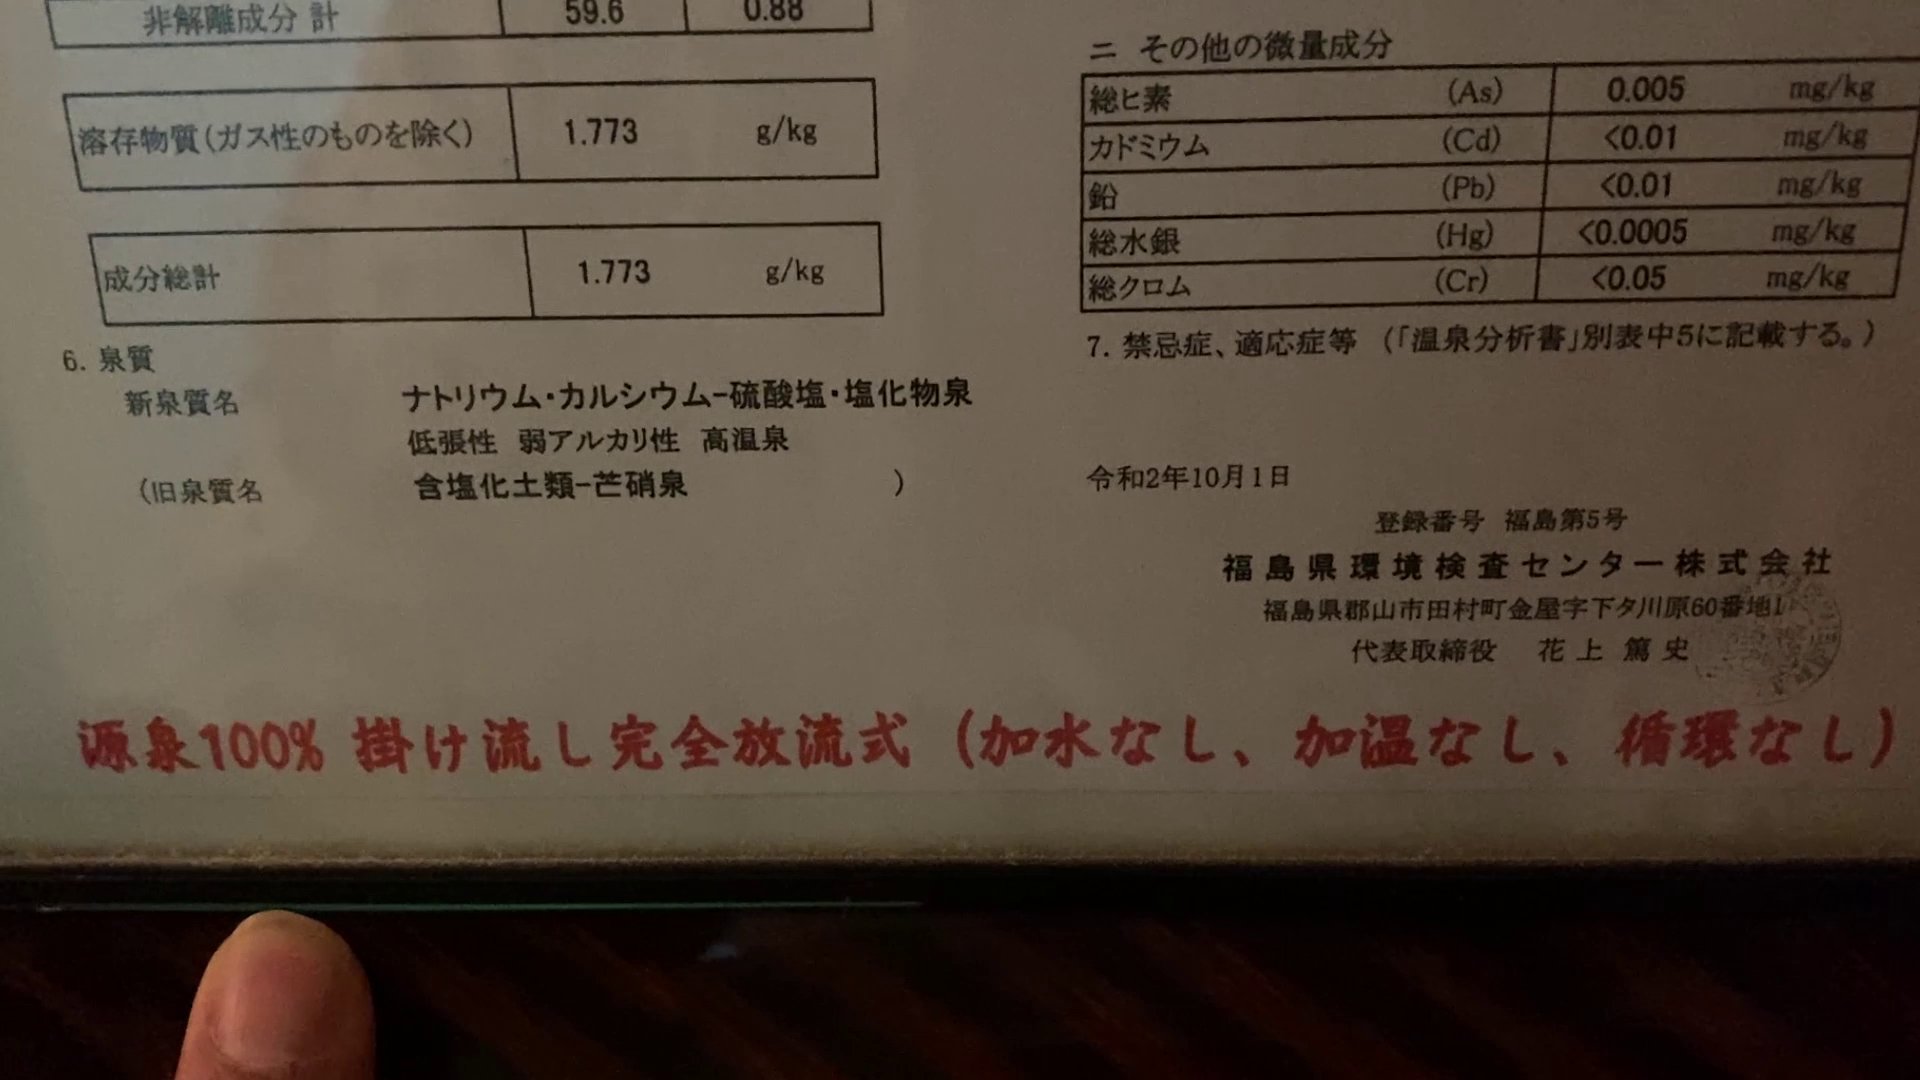 非解離成分 計 59.6 0.88
溶存物質(ガス性のものを除く) 1.773 g/kg
成分総計 1.773 g/kg
6. 泉質
新泉質名 ナトリウム・カルシウム-硫酸塩・塩化物泉
低張性 弱アルカリ性 高温泉
(旧泉質名 含塩化土類-芒硝泉 )
ニ その他の微量成分
総ヒ素 (As) 0.005 mg/kg
カドミウム (Cd) <0.01 mg/kg
鉛 (Pb) <0.01 mg/kg
総水銀 (Hg) <0.0005 mg/kg
総クロム (Cr) <0.05 mg/kg
7. 禁忌症、適応症等 (「温泉分析書」別表中5に記載する。)
令和2年10月1日
登録番号 福島第5号
福島県環境検査センター株式会社
福島県郡山市田村町金屋字下夕川原60番地1
代表取締役 花上篤史
源泉100% 掛け流し完全放流式 (加水なし、加温なし、循環なし)